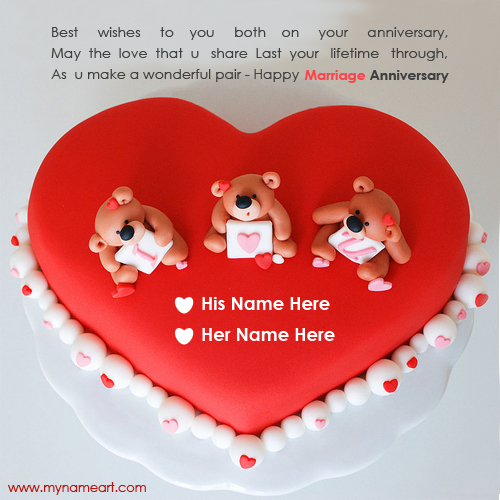 Best wishes to you both on your anniversary,
May the love that u share Last your lifetime through,
As u make a wonderful pair - Happy Marriage Anniversary
I
U
His Name Here
Her Name Here
www.mynameart.com